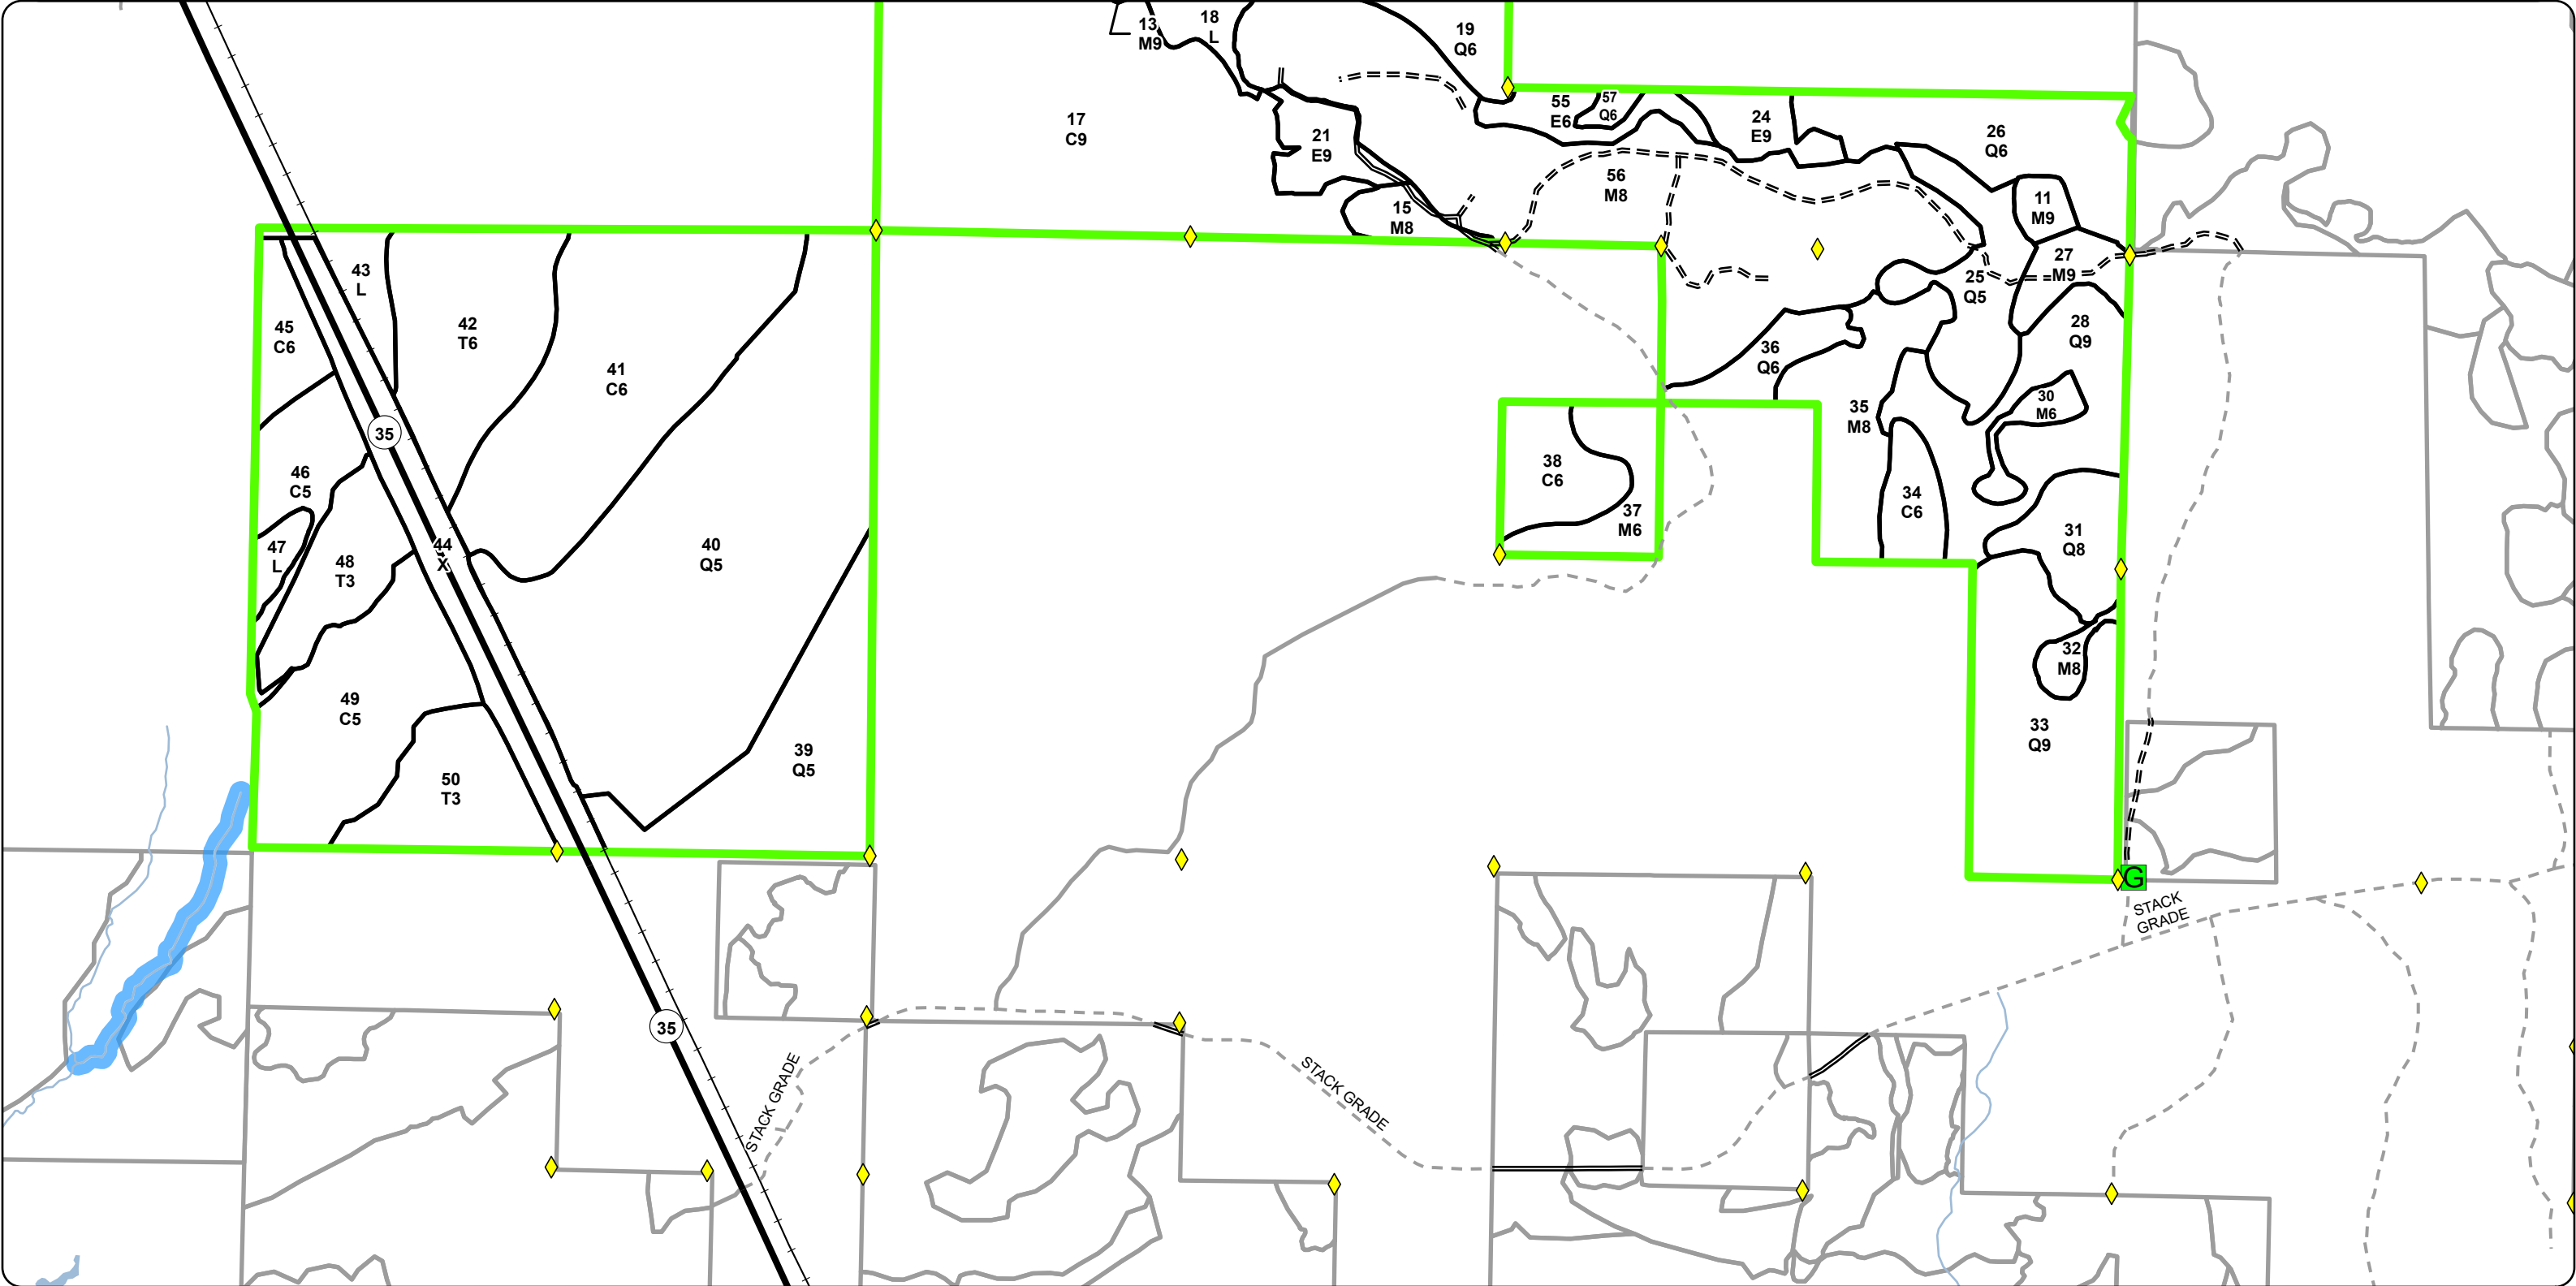 13
M9
18
L
19
Q6
17
C9
21
E9
55
E6
57
Q6
24
E9
26
Q6
56
M8
15
M8
11
M9
27
M9
25
Q5
28
Q9
43
L
45
C6
42
T6
41
C6
36
Q6
30
M6
35
M8
35
38
C6
37
M6
34
C6
46
C5
47
L
48
T3
44
X
40
Q5
31
Q8
32
M8
33
Q9
49
C5
50
T3
39
Q5
G
STACK
GRADE
35
STACK GRADE
STACK GRADE